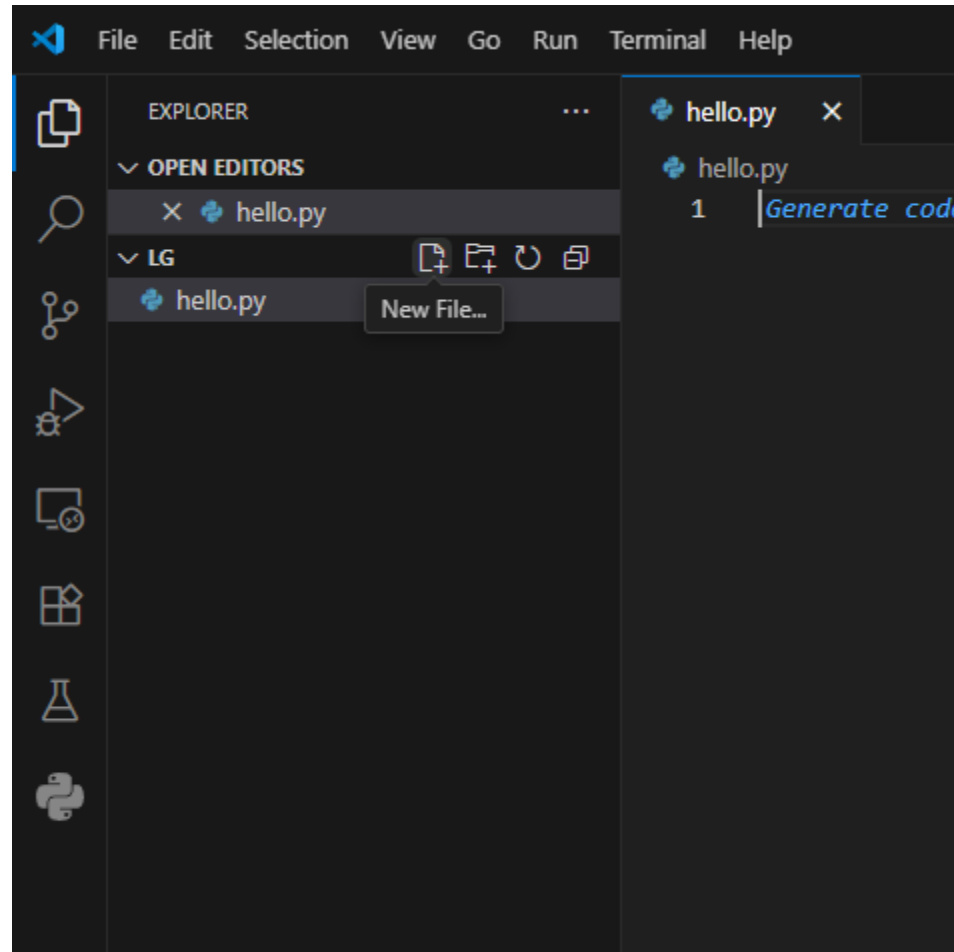 File Edit Selection View Go Run Terminal Help
EXPLORER ...
OPEN EDITORS
hello.py
LG
hello.py
New File...
hello.py
hello.py
1 Generate code